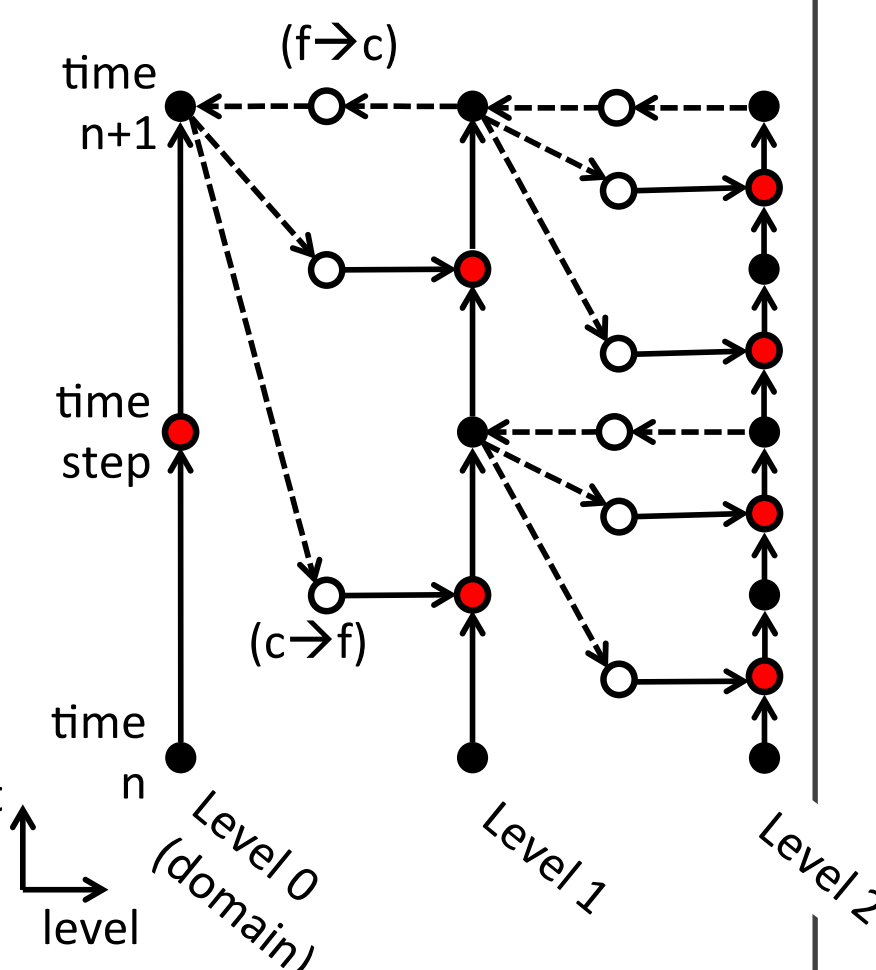 (f→c)
time
n+1
time
step
(c→f)
time
n
Level 0
(domain)
Level 1
Level 2
level